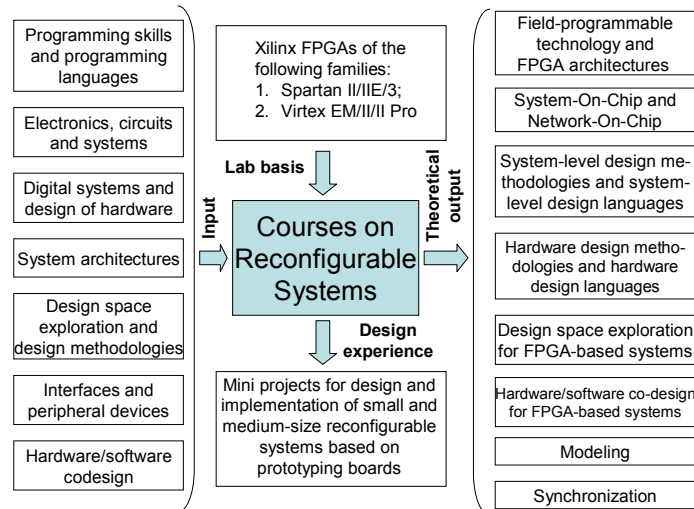 Programming skills
and programming
languages
Electronics, circuits
and systems
Digital systems and
design of hardware
System architectures
Design space
exploration and
design methodologies
Interfaces and
peripheral devices
Hardware/software
codesign
Input
Xilinx FPGAs of the
following families:
1. Spartan II/IIE/3;
2. Virtex EM/II/II Pro
Lab basis
Courses on
Reconfigurable
Systems
Design
experience
Mini projects for design and
implementation of small and
medium-size reconfigurable
systems based on
prototyping boards
Theoretical
output
Field-programmable
technology and
FPGA architectures
System-On-Chip and
Network-On-Chip
System-level design me-
thodologies and system-
level design languages
Hardware design metho-
dologies and hardware
design languages
Design space exploration
for FPGA-based systems
Hardware/software co-design
for FPGA-based systems
Modeling
Synchronization